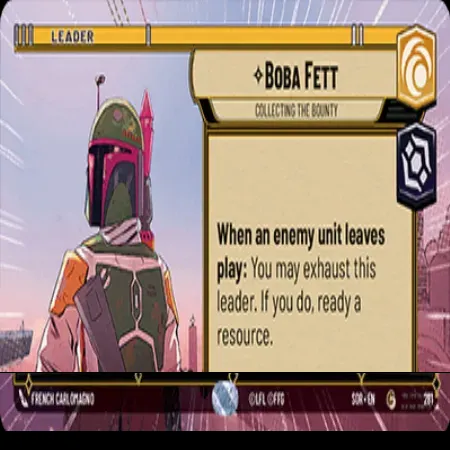 LEADER
BOBA FETT
COLLECTING THE BOUNTY
When an enemy unit leaves
play: You may exhaust this
leader. If you do, ready a
resource.
FRENCH CARLOMAGNO
©LFL ©FFG
SOR • EN
281